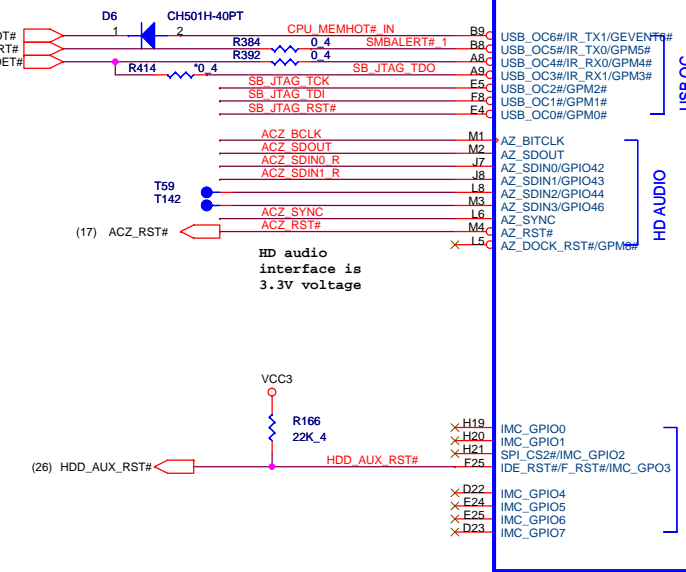 D6 CH501H-40PT
OT# 1 2 CPU_MEMHOT#_IN B9 USB_OC6#/IR_TX1/GEVENT6#
RT# R384 0_4 SMBALERT#_1 B8 USB_OC5#/IR_TX0/GPM5#
DET# R392 0_4 A8 USB_OC4#/IR_RX0/GPM4#
R414 *0_4 SB_JTAG_TDO A9 USB_OC3#/IR_RX1/GPM3#
SB_JTAG_TCK E5 USB_OC2#/GPM2#
SB_JTAG_TDI F8 USB_OC1#/GPM1#
SB_JTAG_RST# E4 USB_OC0#/GPM0#
USB OC
ACZ_BCLK M1 AZ_BITCLK
ACZ_SDOUT M2 AZ_SDOUT
ACZ_SDIN0_R J7 AZ_SDIN0/GPIO42
ACZ_SDIN1_R J8 AZ_SDIN1/GPIO43
T59 L8 AZ_SDIN2/GPIO44
T142 M3 AZ_SDIN3/GPIO46
ACZ_SYNC L6 AZ_SYNC
(17) ACZ_RST# ACZ_RST# M4 AZ_RST#
L5 AZ_DOCK_RST#/GPM8#
HD AUDIO
HD audio
interface is
3.3V voltage
VCC3
R166
22K_4
H19 IMC_GPIO0
H20 IMC_GPIO1
H21 SPI_CS2#/IMC_GPIO2
(26) HDD_AUX_RST# HDD_AUX_RST# F25 IDE_RST#/F_RST#/IMC_GPO3
D22 IMC_GPIO4
E24 IMC_GPIO5
E25 IMC_GPIO6
D23 IMC_GPIO7